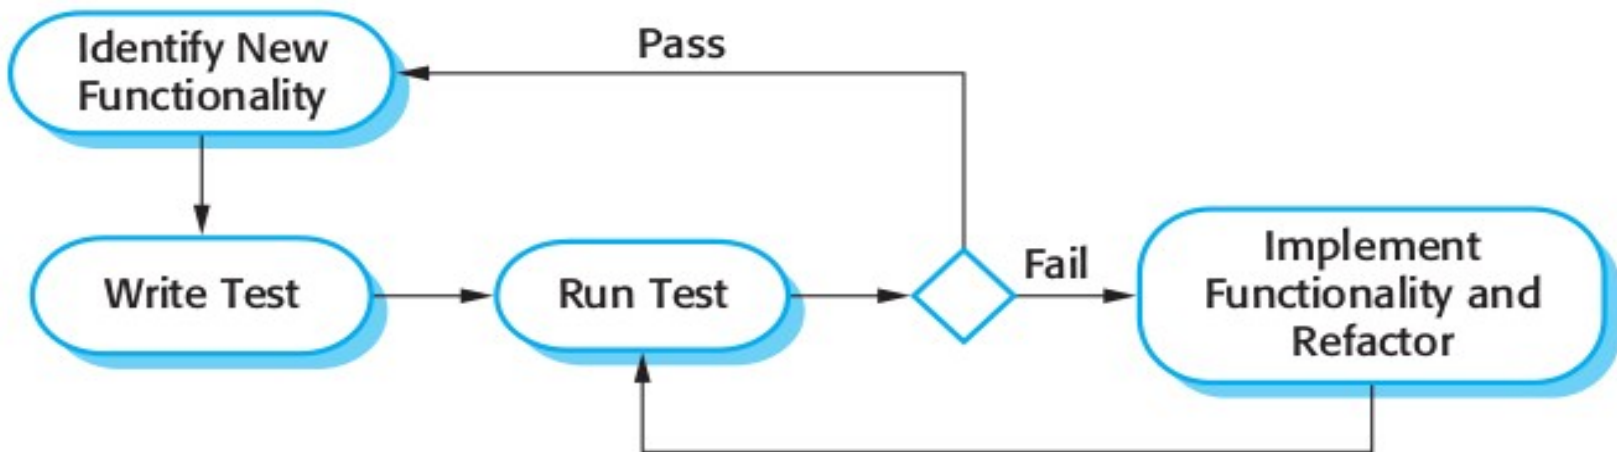 Identify New
Functionality
Pass
Write Test
Run Test
Fail
Implement
Functionality and
Refactor